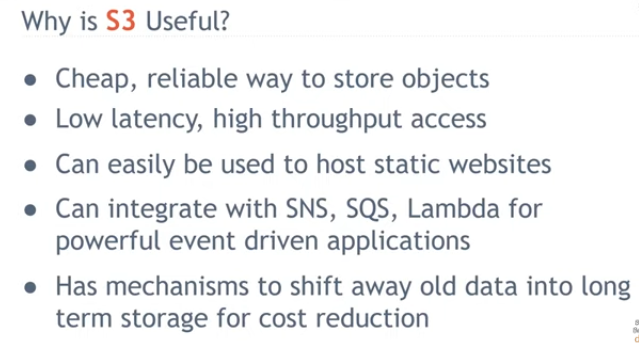 Why is S3 Useful?
● Cheap, reliable way to store objects
● Low latency, high throughput access
● Can easily be used to host static websites
● Can integrate with SNS, SQS, Lambda for
powerful event driven applications
● Has mechanisms to shift away old data into long
term storage for cost reduction